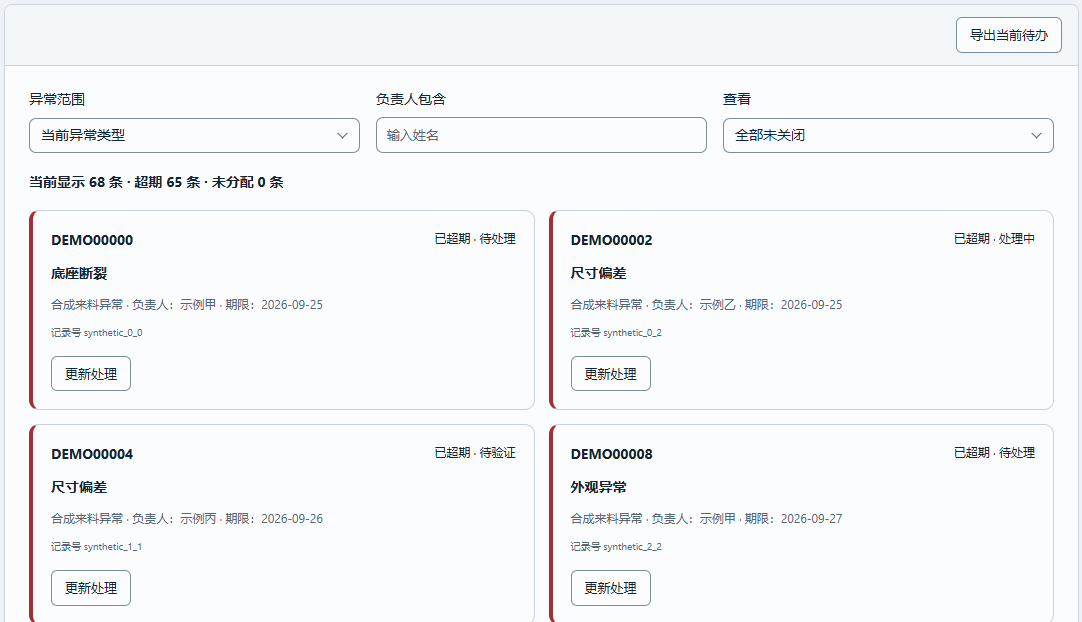 导出当前待办
异常范围 负责人包含 查看
当前异常类型 输入姓名 全部未关闭
当前显示 68 条 · 超期 65 条 · 未分配 0 条
DEMO00000 已超期 · 待处理
底座断裂
合成来料异常 · 负责人：示例甲 · 期限：2026-09-25
记录号 synthetic_0_0
更新处理
DEMO00002 已超期 · 处理中
尺寸偏差
合成来料异常 · 负责人：示例乙 · 期限：2026-09-25
记录号 synthetic_0_2
更新处理
DEMO00004 已超期 · 待验证
尺寸偏差
合成来料异常 · 负责人：示例丙 · 期限：2026-09-26
记录号 synthetic_1_1
更新处理
DEMO00008 已超期 · 待处理
外观异常
合成来料异常 · 负责人：示例甲 · 期限：2026-09-27
记录号 synthetic_2_2
更新处理